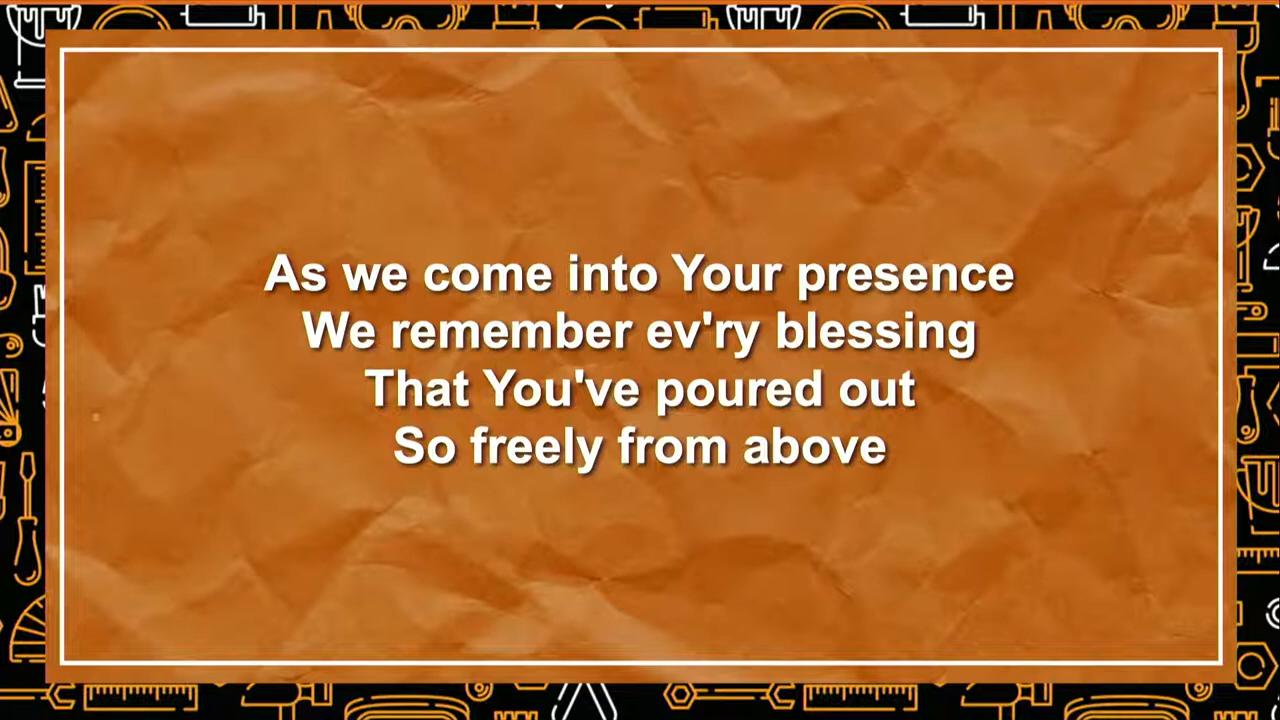 As we come into Your presence
We remember ev'ry blessing
That You've poured out
So freely from above